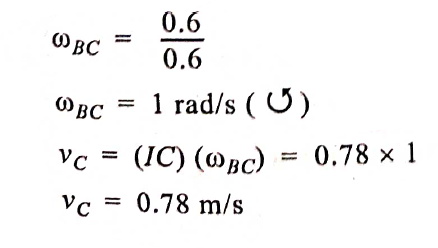 ω_BC = 0.6/0.6
ω_BC = 1 rad/s (↺)
v_C = (IC) (ω_BC) = 0.78 × 1
v_C = 0.78 m/s